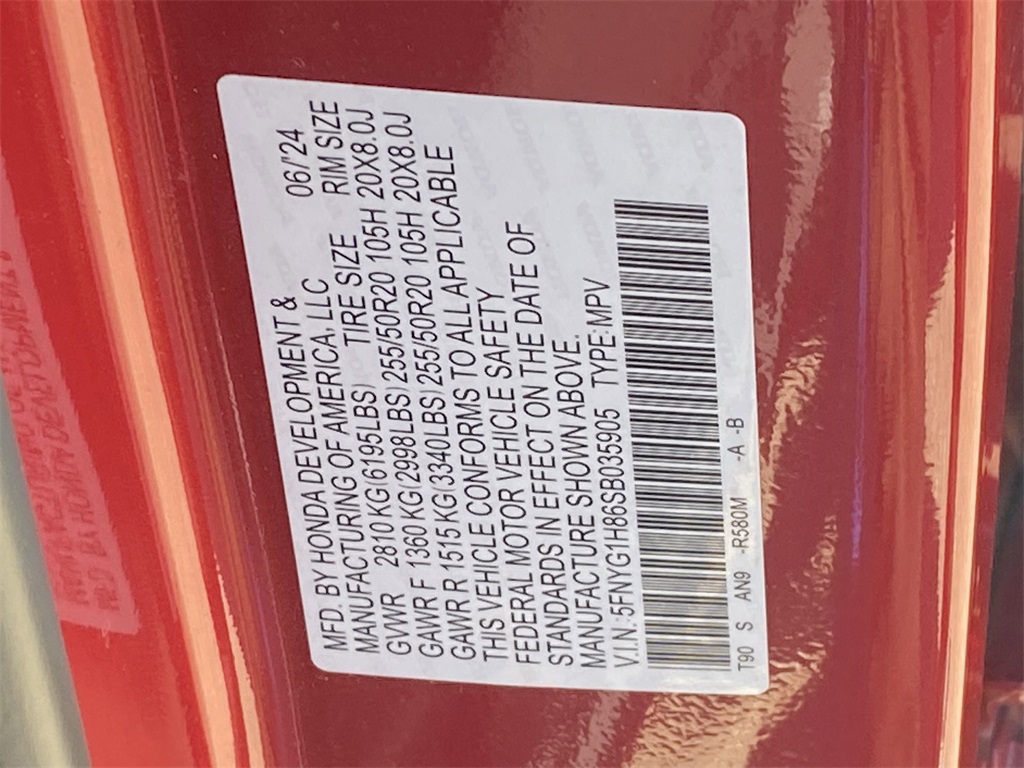 MFD. BY HONDA DEVELOPMENT & 06/'24
MANUFACTURING OF AMERICA, LLC
TIRE SIZE RIM SIZE
GVWR 2810 KG(6195LBS)
GAWR F 1360 KG(2998LBS) 255/50R20 105H 20X8.0J
GAWR R 1515 KG(3340LBS) 255/50R20 105H 20X8.0J
THIS VEHICLE CONFORMS TO ALL APPLICABLE
FEDERAL MOTOR VEHICLE SAFETY
STANDARDS IN EFFECT ON THE DATE OF
MANUFACTURE SHOWN ABOVE.
V.I.N.:5FNYG1H86SB035905 TYPE:MPV
T90 S AN9 -R580M -A -B